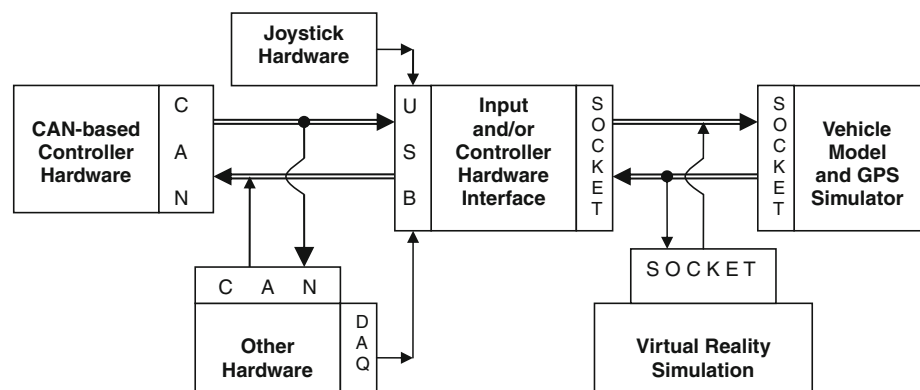 Joystick
Hardware
CAN-based
Controller
Hardware
C
A
N
U
S
B
Input
and/or
Controller
Hardware
Interface
S
O
C
K
E
T
S
O
C
K
E
T
Vehicle
Model
and GPS
Simulator
C A N
Other
Hardware
D
A
Q
S O C K E T
Virtual Reality
Simulation